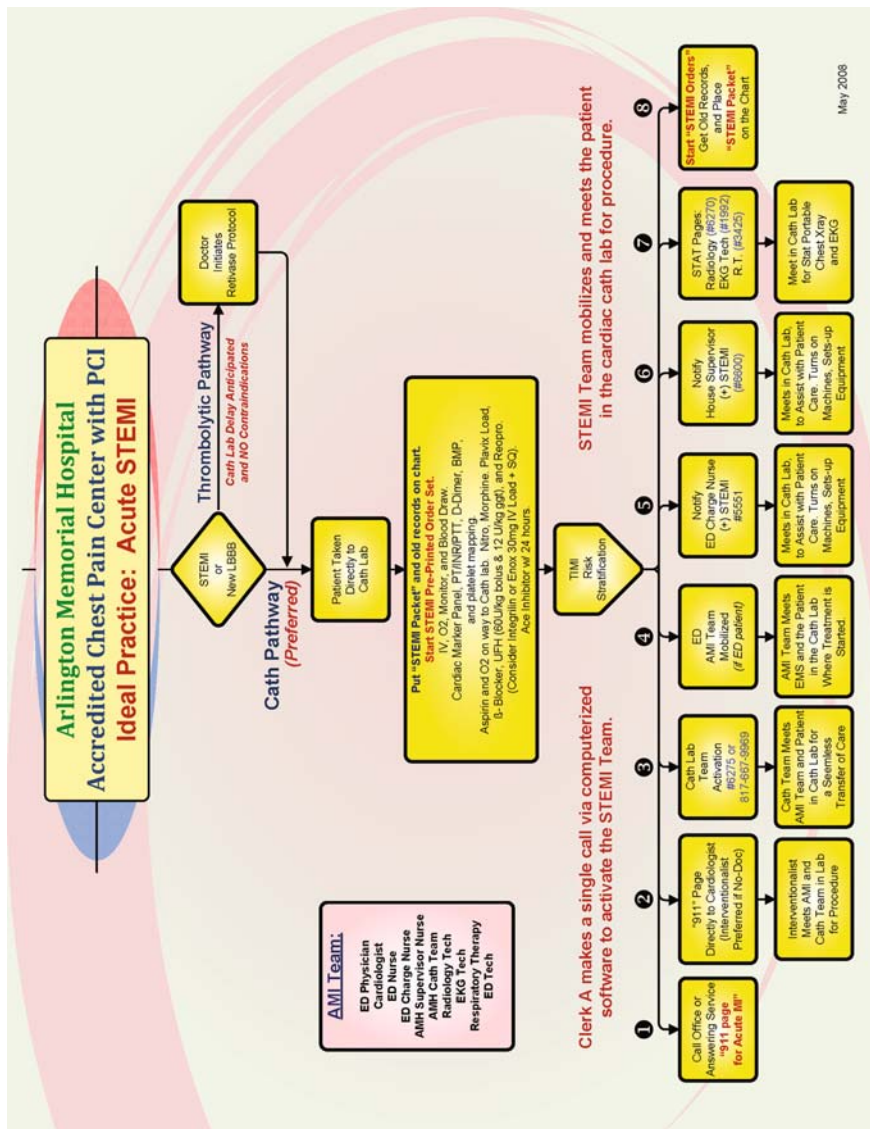 Arlington Memorial Hospital
Accredited Chest Pain Center with PCI
Ideal Practice: Acute STEMI
STEMI
or
New LBBB
Thrombolytic Pathway
Cath Lab Delay Anticipated
and NO Contraindications
Doctor
Initiates
Retivase Protocol
Cath Pathway
(Preferred)
Patient Taken
Directly to
Cath Lab
Put "STEMI Packet" and old records on chart.
Start STEMI Pre-Printed Order Set.
IV, O2, Monitor, and Blood Draw.
Cardiac Marker Panel, PT/INR/PTT, D-Dimer, BMP,
and platelet mapping.
Aspirin and O2 on way to Cath lab. Nitro, Morphine. Plavix Load,
ß- Blocker, UFH (60U/kg bolus & 12 U/kg ggt), and Reopro.
(Consider Integrilin or Enox 30mg IV Load + SQ).
Ace Inhibitor w/ 24 hours.
TIMI
Risk
Stratification
AMI Team:
ED Physician
Cardiologist
ED Nurse
ED Charge Nurse
AMH Supervisor Nurse
AMH Cath Team
Radiology Tech
EKG Tech
Respiratory Therapy
ED Tech
Clerk A makes a single call via computerized
software to activate the STEMI Team.
STEMI Team mobilizes and meets the patient
in the cardiac cath lab for procedure.
1
Call Office or
Answering Service
"911 page
for Acute MI"
2
"911" Page
Directly to Cardiologist
(Interventionalist
Preferred if No-Doc)
Interventionalist
Meets AMI and
Cath Team in Lab
for Procedure
3
Cath Lab
Team
Activation
#6275 or
817-667-9969
Cath Team Meets
AMI Team and Patient
in Cath Lab for
a Seemless
Transfer of Care
4
ED
AMI Team
Mobilized
(if ED patient)
AMI Team Meets
EMS and the Patient
in the Cath Lab
Where Treatment is
Started.
5
Notify
ED Charge Nurse
(+) STEMI
#5551
Meets in Cath Lab,
to Assist with Patient
Care. Turns on
Machines, Sets-up
Equipment
6
Notify
House Supervisor
(+) STEMI
(#6600)
Meets in Cath Lab,
to Assist with Patient
Care. Turns on
Machines, Sets-up
Equipment
7
STAT Pages:
Radiology (#6270)
EKG Tech (#1992)
R.T. (#3425)
Meet in Cath Lab
for Stat Portable
Chest Xray
and EKG
8
Start "STEMI Orders"
Get Old Records,
and Place
"STEMI Packet"
on the Chart
May 2008